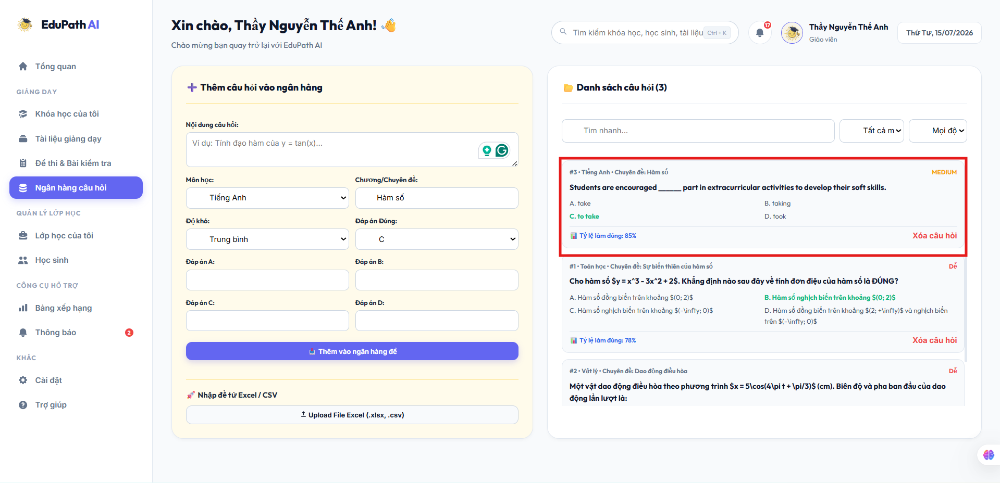 EduPath AI
Tổng quan
GIẢNG DẠY
Khóa học của tôi
Tài liệu giảng dạy
Đề thi & Bài kiểm tra
Ngân hàng câu hỏi
QUẢN LÝ LỚP HỌC
Lớp học của tôi
Học sinh
CÔNG CỤ HỖ TRỢ
Bảng xếp hạng
Thông báo
2
KHÁC
Cài đặt
Trợ giúp
Xin chào, Thầy Nguyễn Thế Anh! 👋
Chào mừng bạn quay trở lại với EduPath AI
Tìm kiếm khóa học, học sinh, tài liệu
Ctrl + K
17
Thầy Nguyễn Thế Anh
Giáo viên
Thứ Tư, 15/07/2026
➕ Thêm câu hỏi vào ngân hàng
Nội dung câu hỏi:
Ví dụ: Tính đạo hàm của y = tan(x)...
Môn học:
Chương/Chuyên đề:
Tiếng Anh
Hàm số
Độ khó:
Đáp án Đúng:
Trung bình
C
Đáp án A:
Đáp án B:
Đáp án C:
Đáp án D:
Thêm vào ngân hàng đề
🚀 Nhập đề từ Excel / CSV
Upload File Excel (.xlsx, .csv)
📁 Danh sách câu hỏi (3)
Tìm nhanh...
Tất cả m
Mọi độ
#3 • Tiếng Anh • Chuyên đề: Hàm số
MEDIUM
Students are encouraged ______ part in extracurricular activities to develop their soft skills.
A. take
B. taking
C. to take
D. took
📊 Tỷ lệ làm đúng: 85%
Xóa câu hỏi
#1 • Toán học • Chuyên đề: Sự biến thiên của hàm số
Dễ
Cho hàm số $y = x^3 - 3x^2 + 2$. Khẳng định nào sau đây về tính đơn điệu của hàm số là ĐÚNG?
A. Hàm số đồng biến trên khoảng $(0; 2)$
B. Hàm số nghịch biến trên khoảng $(0; 2)$
C. Hàm số nghịch biến trên khoảng $(-\infty; 0)$
D. Hàm số đồng biến trên khoảng $(2; +\infty)$ và nghịch biến
trên $(-\infty; 0)$
📊 Tỷ lệ làm đúng: 78%
Xóa câu hỏi
#2 • Vật lý • Chuyên đề: Dao động điều hòa
Dễ
Một vật dao động điều hòa theo phương trình $x = 5\cos(4\pi t + \pi/3)$ (cm). Biên độ và pha ban đầu của dao
động lần lượt là: